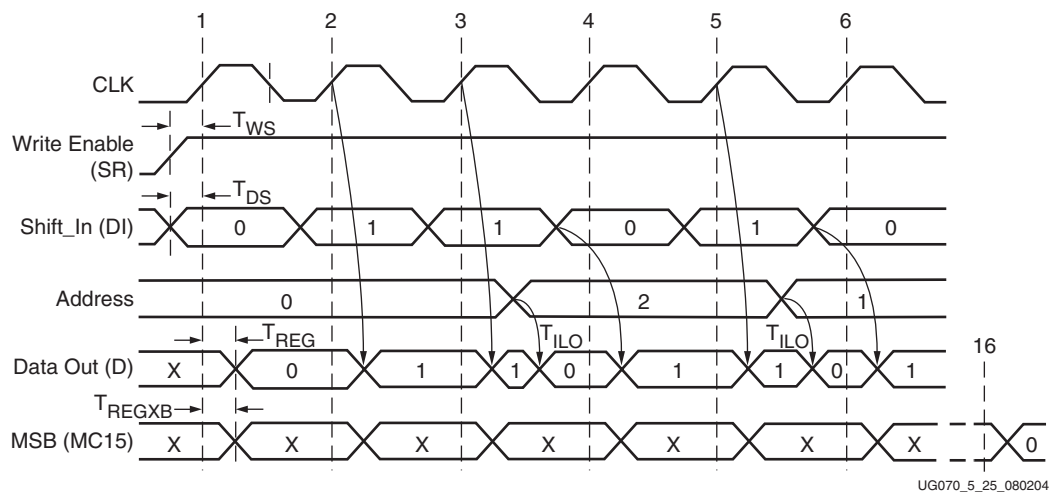 1 2 3 4 5 6
CLK
T_WS
Write Enable
(SR)
T_DS
Shift_In (DI) 0 1 1 0 1 0
Address 0 2 1
T_REG T_ILO T_ILO 16
Data Out (D) X 0 1 1 0 1 1 0 1
T_REGXB
MSB (MC15) X X X X X X X 0
UG070_5_25_080204